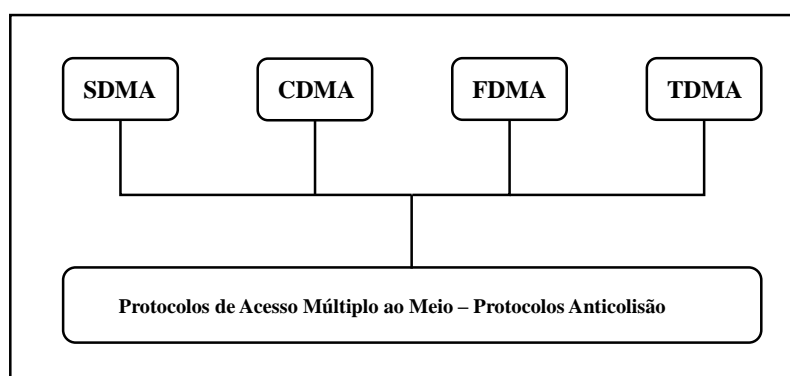 SDMA
CDMA
FDMA
TDMA
Protocolos de Acesso Múltiplo ao Meio – Protocolos Anticolisão